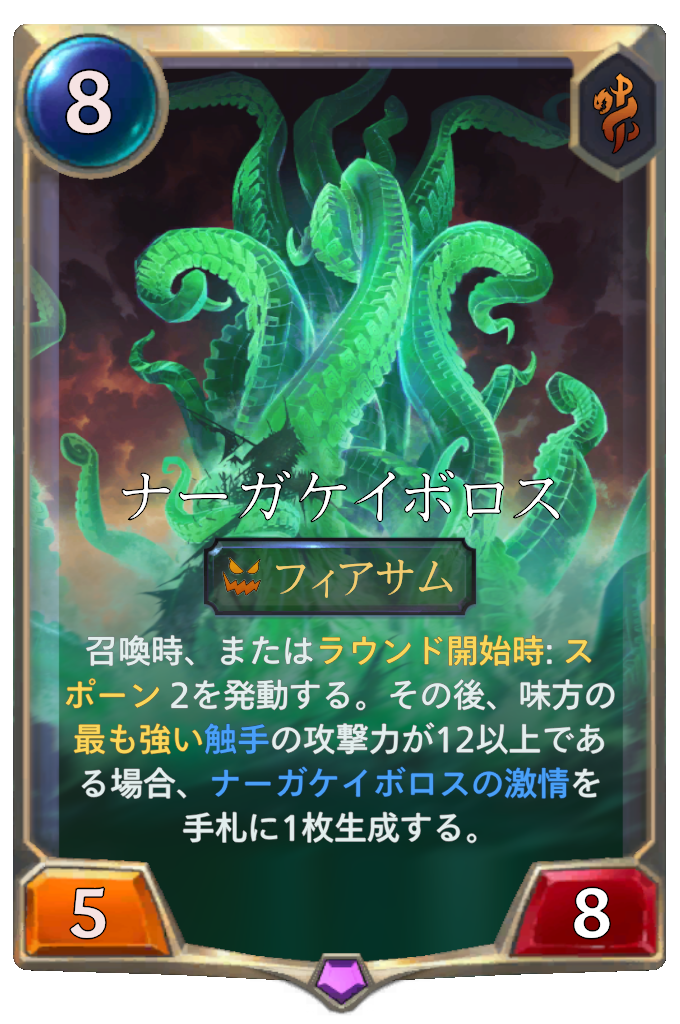 8
ナーガケイボロス
フィアサム
召喚時、またはラウンド開始時: ス
ポーン 2を発動する。その後、味方の
最も強い触手の攻撃力が12以上であ
る場合、ナーガケイボロスの激情を
手札に1枚生成する。
5
8